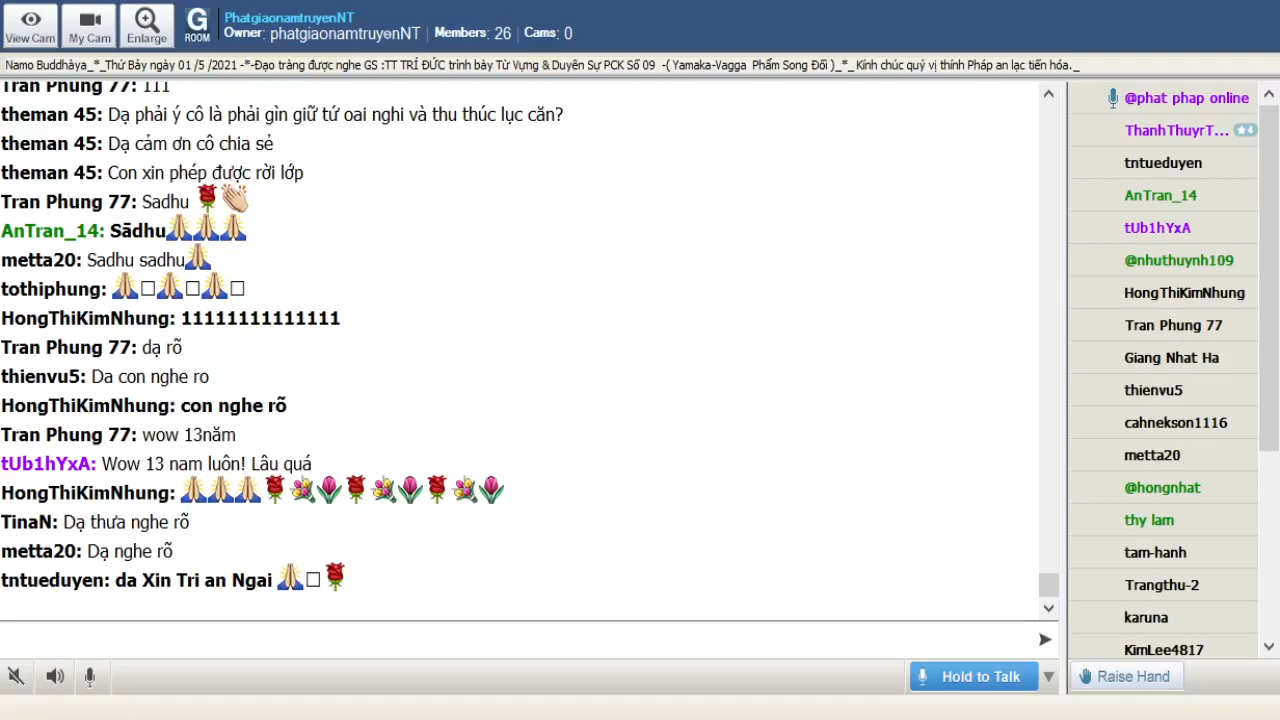 View Cam
My Cam
Enlarge
G
ROOM
PhatgiaonamtruyenNT
Owner: phatgiaonamtruyenNT | Members: 26 | Cams: 0
Namo Buddhàya_*_Thứ Bảy ngày 01 /5 /2021 -*-Đạo tràng được nghe GS :TT TRÍ ĐỨC trình bày Từ Vựng & Duyên Sự PCK Số 09 -( Yamaka-Vagga Phẩm Song Đối )_*_ Kính chúc quý vị thính Pháp an lạc tiến hóa._
Tran Phung 77: 111
theman 45: Dạ phải ý cô là phải gìn giữ tứ oai nghi và thu thúc lục căn?
theman 45: Dạ cảm ơn cô chia sẻ
theman 45: Con xin phép được rời lớp
Tran Phung 77: Sadhu 🌹👏
AnTran_14: Sādhu🙏🙏🙏
metta20: Sadhu sadhu🙏
tothiphung: 🙏□🙏□🙏□
HongThiKimNhung: 11111111111111
Tran Phung 77: dạ rõ
thienvu5: Da con nghe ro
HongThiKimNhung: con nghe rõ
Tran Phung 77: wow 13năm
tUb1hYxA: Wow 13 nam luôn! Lâu quá
HongThiKimNhung: 🙏🙏🙏🌹💐🌷🌹💐🌷🌹💐🌷
TinaN: Dạ thưa nghe rõ
metta20: Dạ nghe rõ
tntueduyen: da Xin Tri an Ngai 🙏□🌹
@phat phap online
ThanhThuyrT... ★4
tntueduyen
AnTran_14
tUb1hYxA
@nhuthuynh109
HongThiKimNhung
Tran Phung 77
Giang Nhat Ha
thienvu5
cahnekson1116
metta20
@hongnhat
thy lam
tam-hanh
Trangthu-2
karuna
KimLee4817
Hold to Talk
Raise Hand